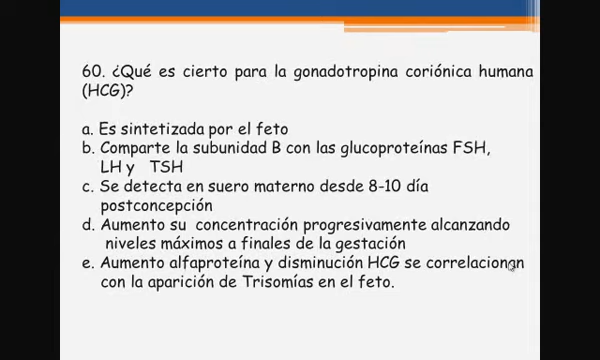 60. ¿Qué es cierto para la gonadotropina coriónica humana
(HCG)?
a. Es sintetizada por el feto
b. Comparte la subunidad B con las glucoproteínas FSH,
LH y TSH
c. Se detecta en suero materno desde 8-10 día
postconcepción
d. Aumento su concentración progresivamente alcanzando
niveles máximos a finales de la gestación
e. Aumento alfaproteína y disminución HCG se correlacionan
con la aparición de Trisomías en el feto.